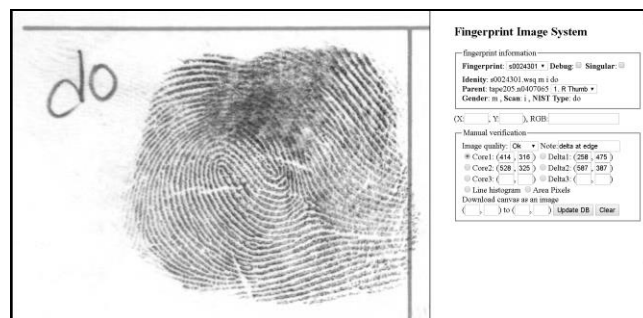 do
Fingerprint Image System
fingerprint information
Fingerprint: s0024301 Debug: Singular:
Idenity: s0024301.wsq m i do
Parent: tape205.s0407065 1. R Thumb
Gender: m , Scan: i , NIST Type: do
(X: , Y: ), RGB:
Manual verification
Image quality: Ok Note: delta at edge
Core1: (414 , 316 ) Delta1: (250 , 475 )
Core2: (528 , 325 ) Delta2: (587 , 387 )
Core3: ( , ) Delta3: ( , )
Line histogram Area Pixels
Download canvas as an image
( , ) to ( , ) Update DB Clear